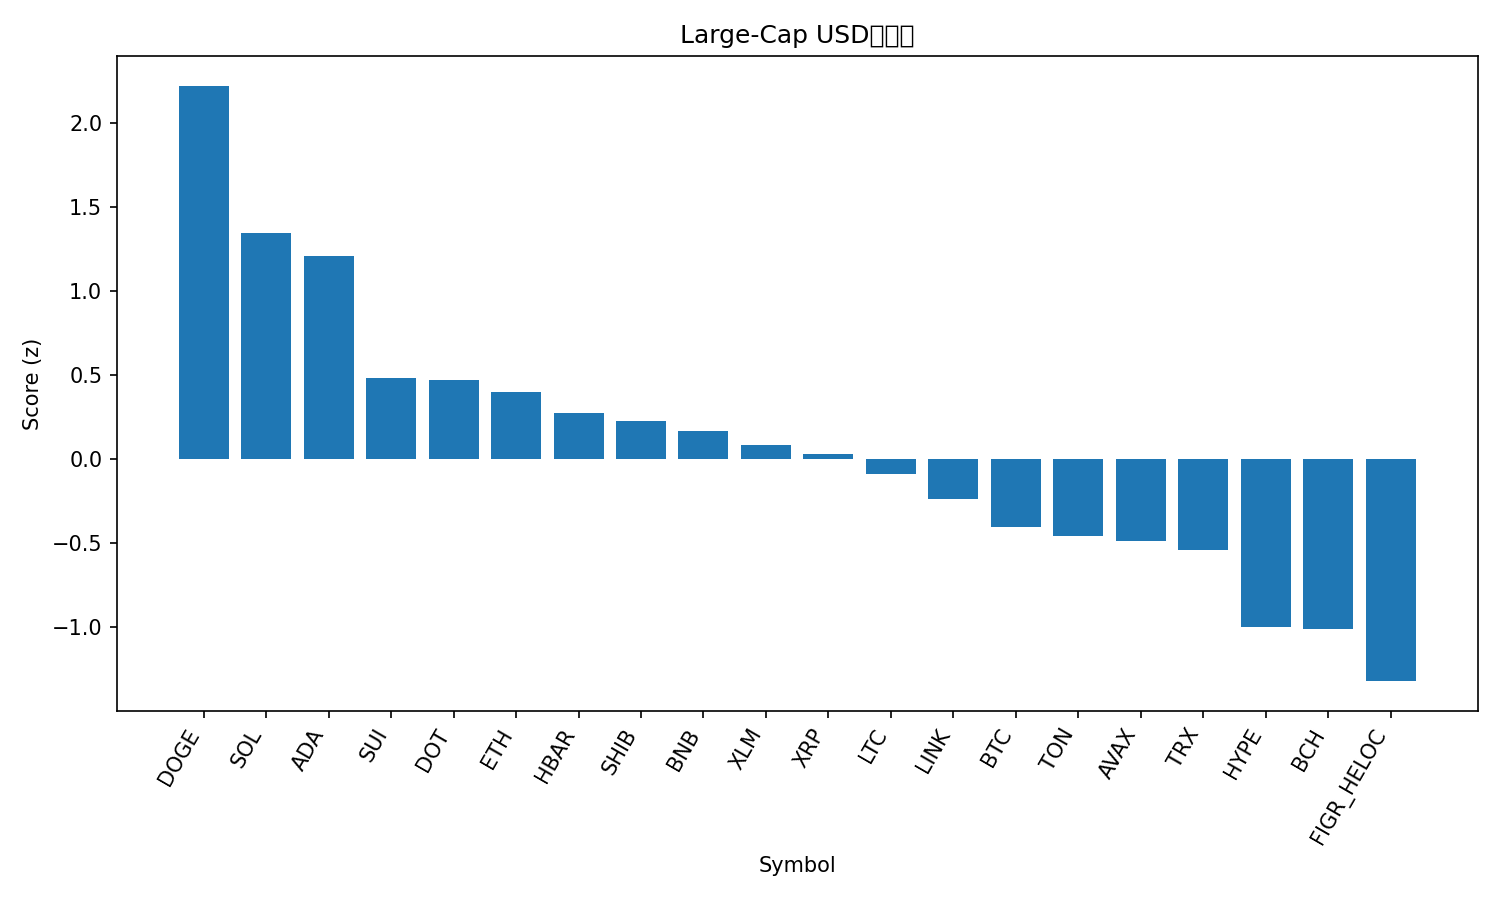 Large-Cap USD
Score (z)
2.0
1.5
1.0
0.5
0.0
−0.5
−1.0
DOGE
SOL
ADA
SUI
DOT
ETH
HBAR
SHIB
BNB
XLM
XRP
LTC
LINK
BTC
TON
AVAX
TRX
HYPE
BCH
FIGR_HELOC
Symbol